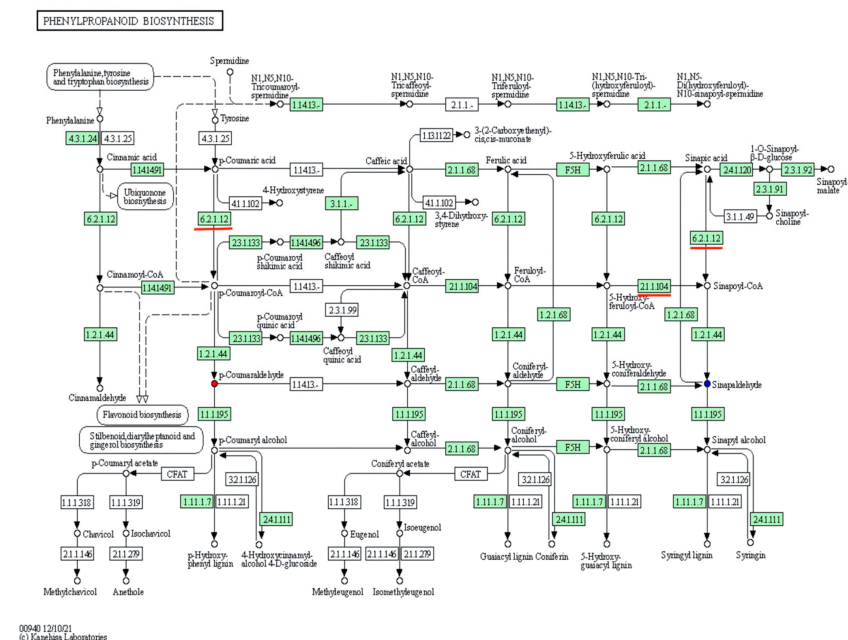 PHENYLPROPANOID BIOSYNTHESIS
Phenylalanine, tyrosine
and tryptophan biosynthesis
Spermidine
N1,N5,N10-
Tricoumaroyl-
spermidine
N1,N5,N10-
Tricaffeoyl-
spermidine
N1,N5,N10-
Triferuloyl-
spermidine
N1,N5,N10-Tri-
(hydroxyferuloyl)-
spermidine
N1,N5-
Di(hydroxyferuloyl)-
N10-sinapoyl-spermidine
1.14.13.-
2.1.1.-
1.14.13.-
2.1.1.-
Phenylalanine
Tyrosine
4.3.1.24
4.3.1.25
4.3.1.25
1.13.11.23
3-(2-Carboxyethenyl)-
cis,cis-muconate
Cinnamic acid
p-Coumaric acid
Caffeic acid
Ferulic acid
5-Hydroxyferulic acid
Sinapic acid
1-O-Sinapoyl-
β-D-glucose
1.14.14.91
1.14.13.-
2.1.1.68
F5H
2.1.1.68
2.4.1.120
2.3.1.92
Sinapoyl
malate
Ubiquonone
biosynthesis
4.1.1.102
4-Hydroxystyrene
3.1.1.-
4.1.1.102
3,4-Dihydroxy-
styrene
2.3.1.91
3.1.1.49
Sinapoyl-
choline
6.2.1.12
6.2.1.12
6.2.1.12
6.2.1.12
6.2.1.12
6.2.1.12
2.3.1.133
1.14.14.96
2.3.1.133
p-Coumaroyl
shikimic acid
Caffeoyl
shikimic acid
Cinnamoyl-CoA
p-Coumaroyl-CoA
Caffeoyl-
CoA
Feruloyl-
CoA
5-Hydroxy-
feruloyl-CoA
Sinapoyl-CoA
1.14.14.91
1.14.13.-
2.1.1.104
2.1.1.104
2.3.1.99
1.2.1.68
1.2.1.68
p-Coumaroyl
quinic acid
2.3.1.133
1.14.14.96
2.3.1.133
Caffeoyl
quinic acid
1.2.1.44
1.2.1.44
1.2.1.44
1.2.1.44
1.2.1.44
1.2.1.44
Cinnamaldehyde
p-Coumaraldehyde
Caffeyl-
aldehyde
Coniferyl-
aldehyde
5-Hydroxy-
coniferaldehyde
Sinapaldehyde
1.14.13.-
2.1.1.68
F5H
2.1.1.68
Flavonoid biosynthesis
Stilbenoid, diarylheptanoid and
gingerol biosynthesis
1.1.1.195
1.1.1.195
1.1.1.195
1.1.1.195
1.1.1.195
p-Coumaryl alcohol
Caffeyl-
alcohol
Coniferyl-
alcohol
5-Hydroxy-
coniferyl alcohol
Sinapyl alcohol
2.1.1.68
F5H
2.1.1.68
p-Coumaryl acetate
CFAT
Coniferyl acetate
CFAT
3.2.1.126
3.2.1.126
3.2.1.126
1.1.1.318
1.1.1.319
1.11.1.7
1.11.1.21
1.1.1.318
1.1.1.319
1.11.1.7
1.11.1.21
1.11.1.7
1.11.1.21
1.11.1.7
1.11.1.21
2.4.1.111
2.4.1.111
2.4.1.111
Chavicol
Isochavicol
Eugenol
Isoeugenol
2.1.1.146
2.1.1.279
2.1.1.146
2.1.1.146
2.1.1.279
p-Hydroxy-
phenyl lignin
4-Hydroxycinnamyl-
alcohol 4-D-glucoside
Guaiacyl lignin
Coniferin
5-Hydroxy-
guaiacyl lignin
Syringyl lignin
Syringin
Methylchavicol
Anethole
Methyleugenol
Isomethyleugenol
00940 12/10/21
(c) Kanehisa Laboratories